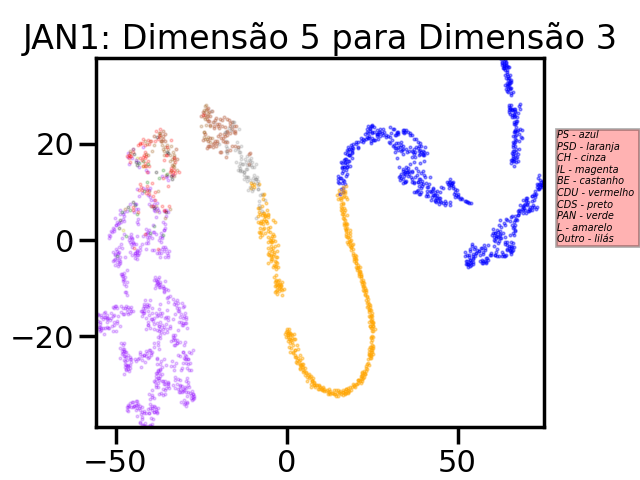 JAN1: Dimensão 5 para Dimensão 3
20
0
−20
−50
0
50
PS - azul
PSD - laranja
CH - cinza
IL - magenta
BE - castanho
CDU - vermelho
CDS - preto
PAN - verde
L - amarelo
Outro - lilás